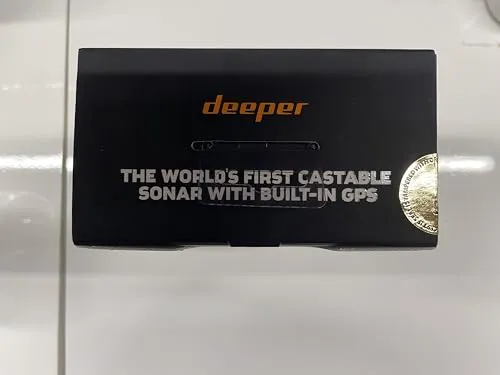 deeper
THE WORLD'S FIRST CASTABLE
SONAR WITH BUILT-IN GPS